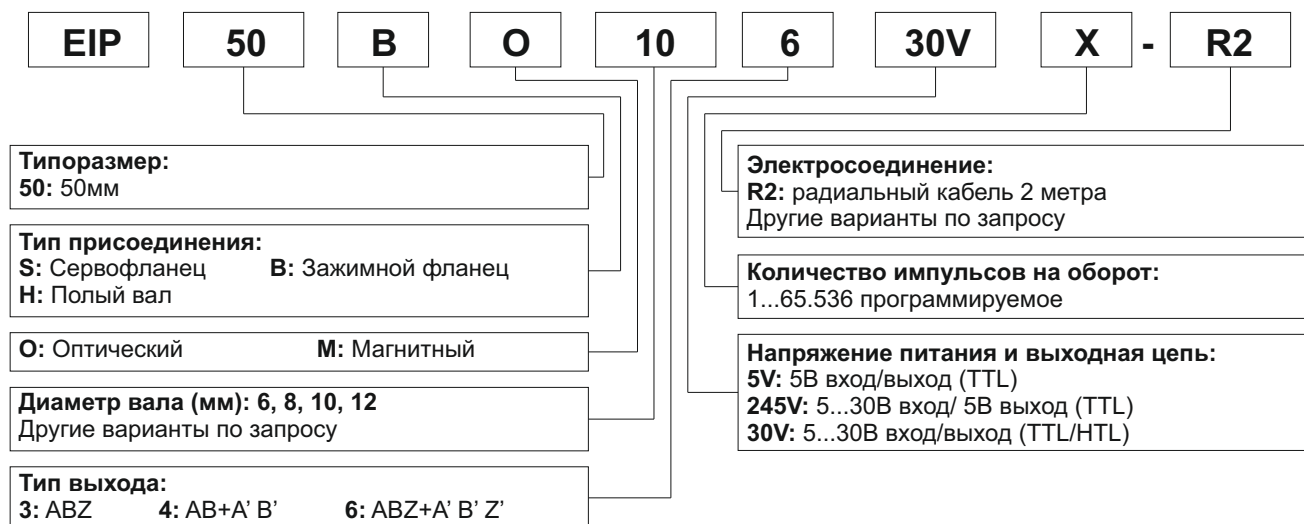 EIP 50 B O 10 6 30V X - R2
Типоразмер:
50: 50мм
Тип присоединения:
S: Сервофланец B: Зажимной фланец
H: Полый вал
O: Оптический M: Магнитный
Диаметр вала (мм): 6, 8, 10, 12
Другие варианты по запросу
Тип выхода:
3: ABZ 4: AB+A’ B’ 6: ABZ+A’ B’ Z’
Электросоединение:
R2: радиальный кабель 2 метра
Другие варианты по запросу
Количество импульсов на оборот:
1...65.536 программируемое
Напряжение питания и выходная цепь:
5V: 5В вход/выход (TTL)
245V: 5...30В вход/ 5В выход (TTL)
30V: 5...30В вход/выход (TTL/HTL)